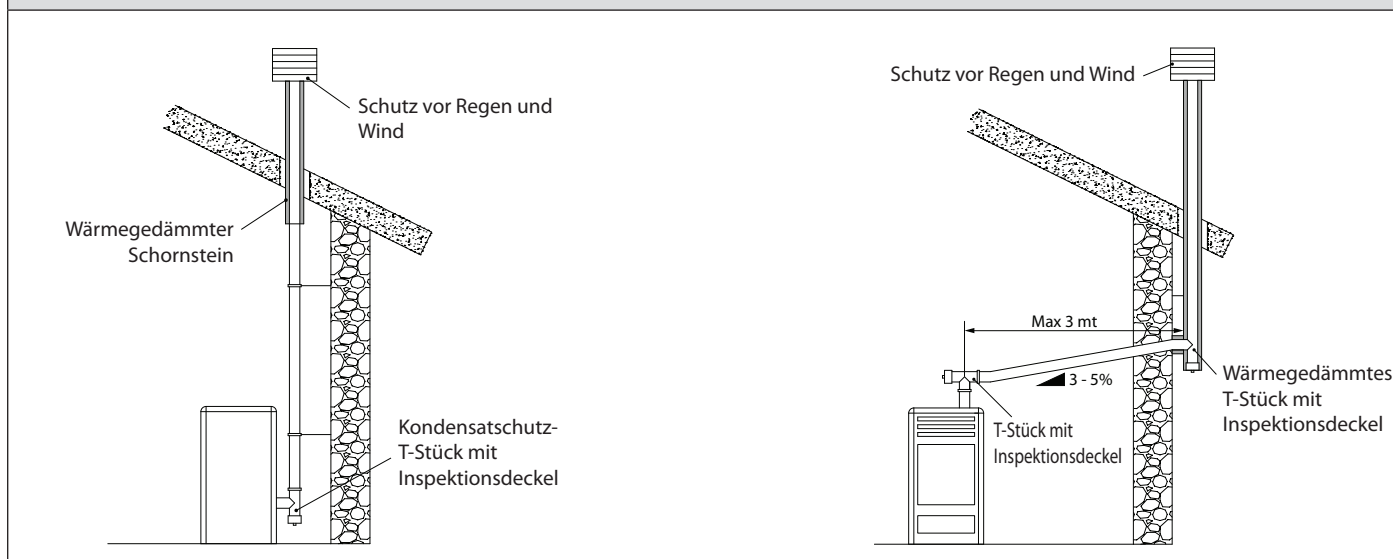 Schutz vor Regen und
Wind
Wärmegedämmter
Schornstein
Kondensatschutz-
T-Stück mit
Inspektionsdeckel
Schutz vor Regen und Wind
Max 3 mt
3 - 5%
T-Stück mit
Inspektionsdeckel
Wärmegedämmtes
T-Stück mit
Inspektionsdeckel